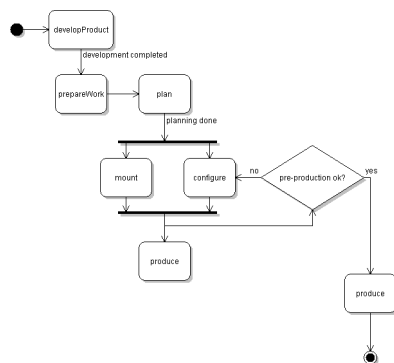 developProduct
development completed
prepareWork
plan
planning done
mount
configure
no
pre-production ok?
yes
produce
produce